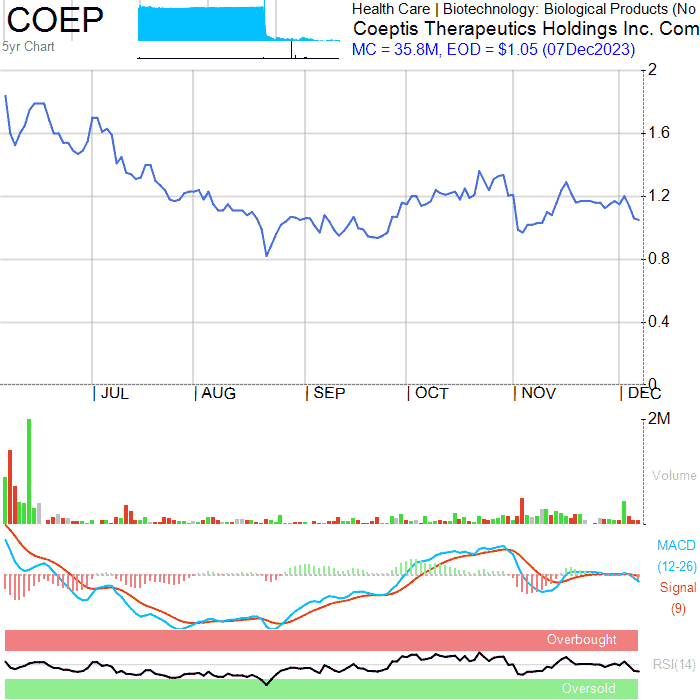 COEP
5yr Chart
Health Care | Biotechnology: Biological Products (No
Coeptis Therapeutics Holdings Inc. Com
MC = 35.8M, EOD = $1.05 (07Dec2023)
2
1.6
1.2
0.8
0.4
0
| JUL | AUG | SEP | OCT | NOV | DEC
2M
Volume
MACD
(12-26)
Signal
(9)
Overbought
RSI(14)
Oversold